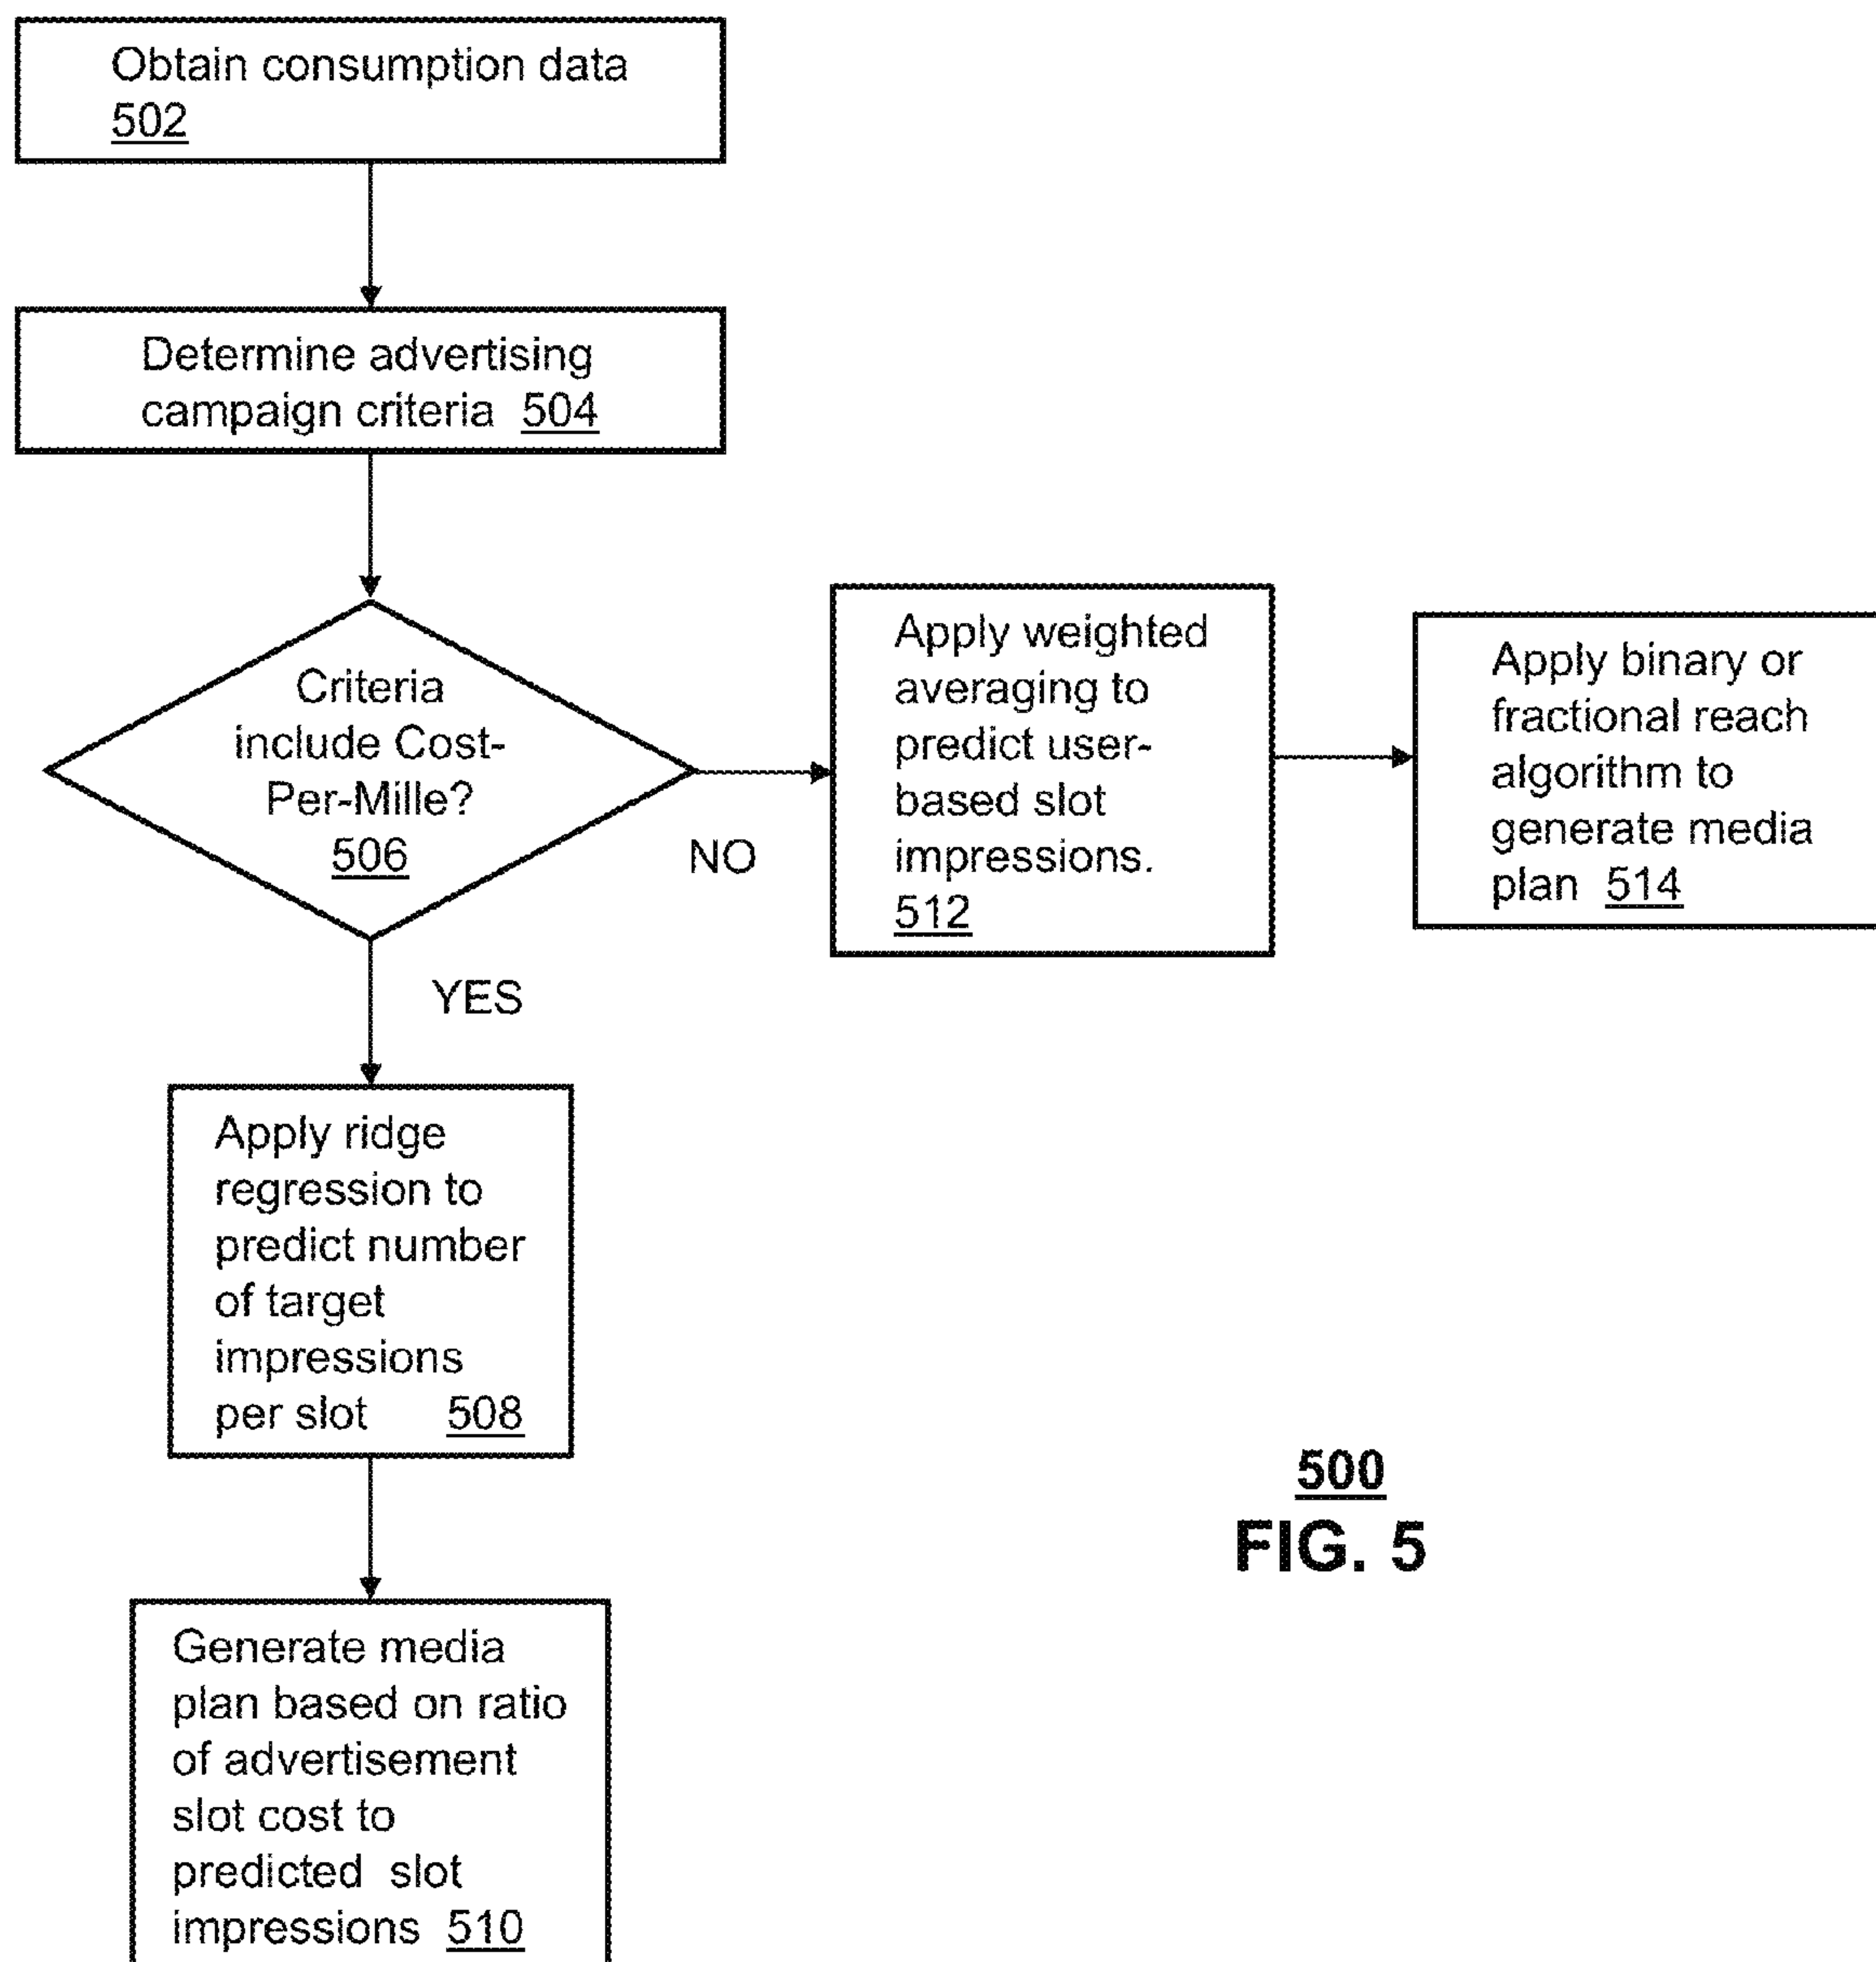 Obtain consumption data
502
Determine advertising
campaign criteria 504
Criteria
include Cost-
Per-Mille?
506
NO
YES
Apply weighted
averaging to
predict user-
based slot
impressions.
512
Apply binary or
fractional reach
algorithm to
generate media
plan 514
Apply ridge
regression to
predict number
of target
impressions
per slot 508
Generate media
plan based on ratio
of advertisement
slot cost to
predicted slot
impressions 510
500
FIG. 5